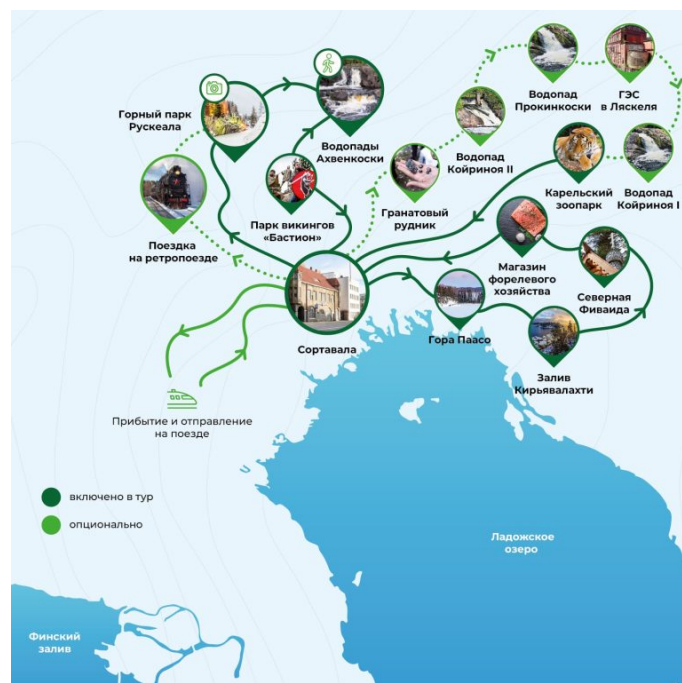 Водопад
Прокинкоски
ГЭС
в Ляскеля
Горный парк
Рускеала
Водопады
Ахвенкоски
Водопад
Койриноя II
Карельский
зоопарк
Водопад
Койриноя I
Гранатовый
рудник
Парк викингов
«Бастион»
Поездка
на ретропоезде
Магазин
форелевого
хозяйства
Северная
Фиваида
Сортавала
Гора Паасо
Залив
Кирьявалахти
Прибытие и отправление
на поезде
включено в тур
опционально
Ладожское
озеро
Финский
залив